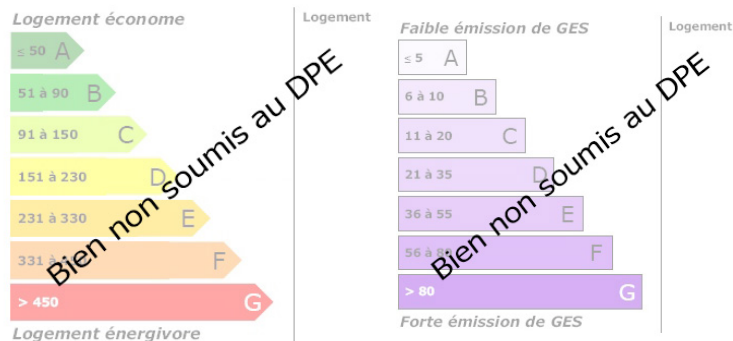 Logement économe
Logement
≤ 50 A
51 à 90 B
91 à 150 C
151 à 230 D
231 à 330 E
331 F
> 450 G
Logement énergivore
Bien non soumis au DPE
Faible émission de GES
Logement
≤ 5 A
6 à 10 B
11 à 20 C
21 à 35 D
36 à 55 E
56 à 80 F
> 80 G
Forte émission de GES
Bien non soumis au DPE